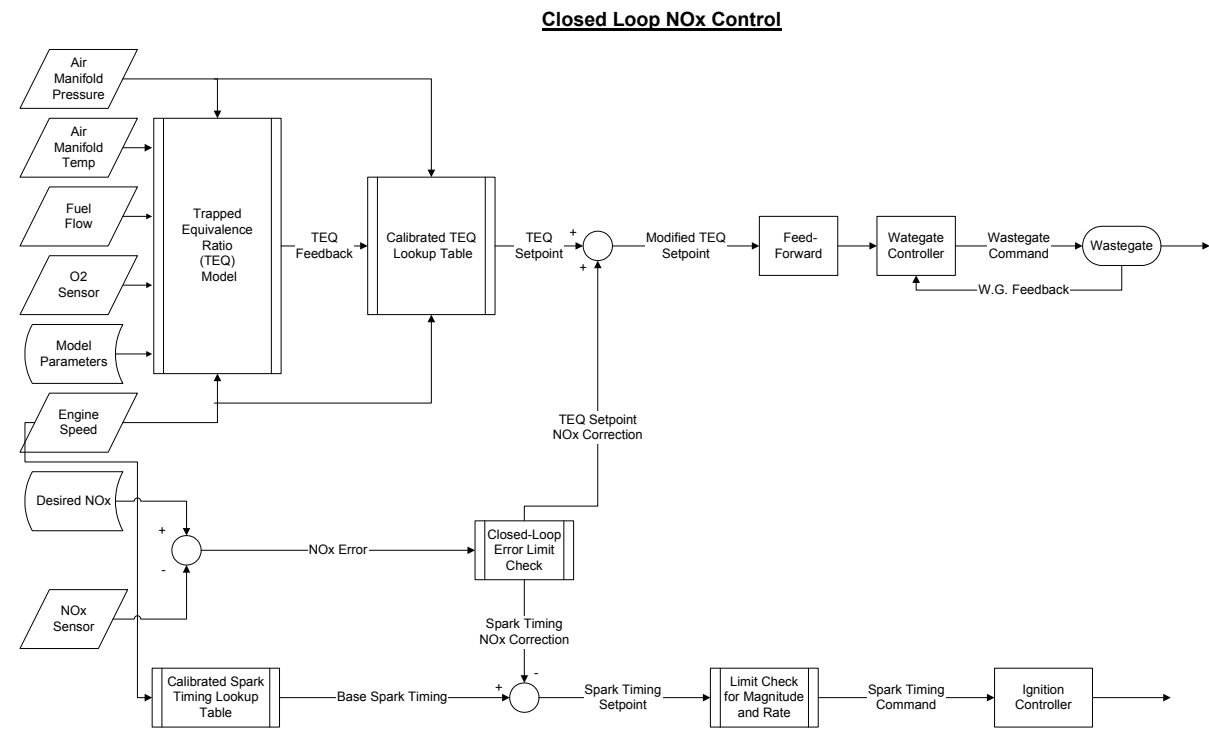 Closed Loop NOx Control
Air
Manifold
Pressure
Air
Manifold
Temp
Fuel
Flow
O2
Sensor
Model
Parameters
Engine
Speed
Desired NOx
NOx
Sensor
Trapped
Equivalence
Ratio
(TEQ)
Model
TEQ
Feedback
Calibrated TEQ
Lookup Table
TEQ
Setpoint
+
+
Modified TEQ
Setpoint
Feed-
Forward
Wategate
Controller
Wastegate
Command
Wastegate
W.G. Feedback
TEQ Setpoint
NOx Correction
+
-
NOx Error
Closed-Loop
Error Limit
Check
Spark Timing
NOx Correction
Calibrated Spark
Timing Lookup
Table
Base Spark Timing
+
-
Spark Timing
Setpoint
Limit Check
for Magnitude
and Rate
Spark Timing
Command
Ignition
Controller